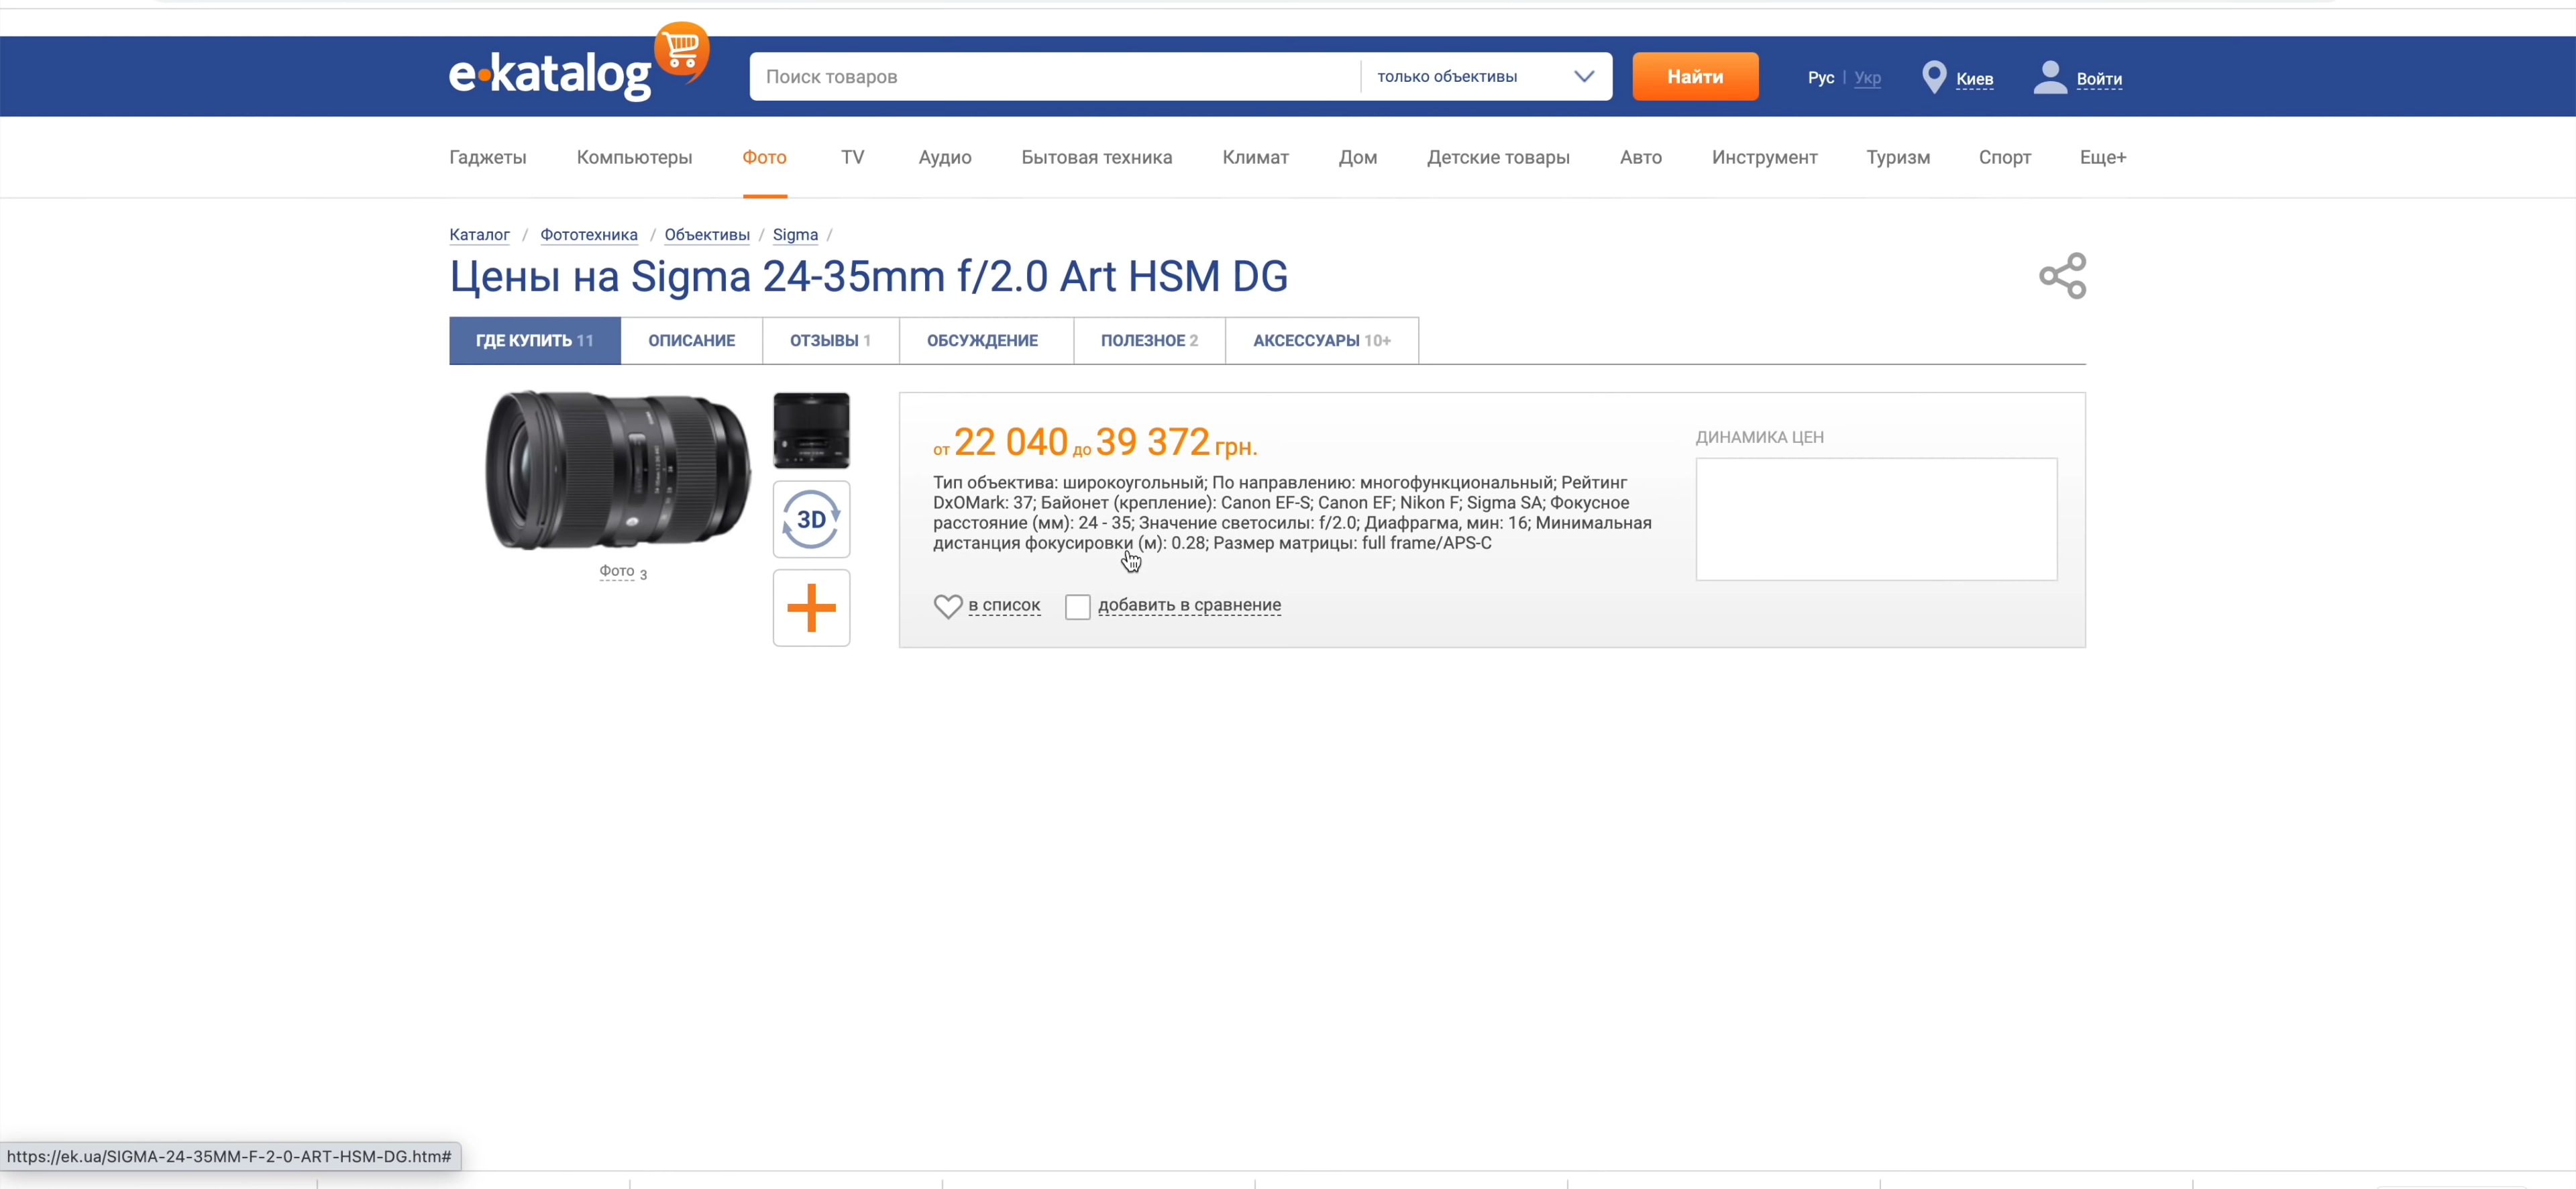 e•katalog
Поиск товаров
только объективы
Найти
Рус | Укр
Киев
Войти
Гаджеты Компьютеры Фото TV Аудио Бытовая техника Климат Дом Детские товары Авто Инструмент Туризм Спорт Еще+
Каталог / Фототехника / Объективы / Sigma /
Цены на Sigma 24-35mm f/2.0 Art HSM DG
ГДЕ КУПИТЬ 11 ОПИСАНИЕ ОТЗЫВЫ 1 ОБСУЖДЕНИЕ ПОЛЕЗНОЕ 2 АКСЕССУАРЫ 10+
3D
Фото 3
от 22 040 до 39 372 грн.
Тип объектива: широкоугольный; По направлению: многофункциональный; Рейтинг
DxOMark: 37; Байонет (крепление): Canon EF-S; Canon EF; Nikon F; Sigma SA; Фокусное
расстояние (мм): 24 - 35; Значение светосилы: f/2.0; Диафрагма, мин: 16; Минимальная
дистанция фокусировки (м): 0.28; Размер матрицы: full frame/APS-C
в список добавить в сравнение
ДИНАМИКА ЦЕН
https://ek.ua/SIGMA-24-35MM-F-2-0-ART-HSM-DG.htm#